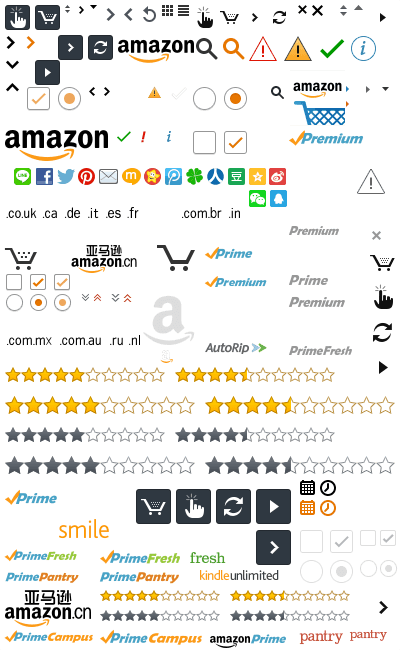 amazon
amazon
amazon
Premium
.co.uk .ca .de .it .es .fr
.com.br .in
Premium
亚马逊
amazon.cn
Prime
Premium
Prime
Premium
a
.com.mx .com.au .ru .nl
AutoRip
PrimeFresh
Prime
smile
PrimeFresh
PrimeFresh
fresh
PrimePantry
PrimePantry
kindleunlimited
亚马逊
amazon.cn
PrimeCampus
PrimeCampus
amazonPrime
pantry
pantry